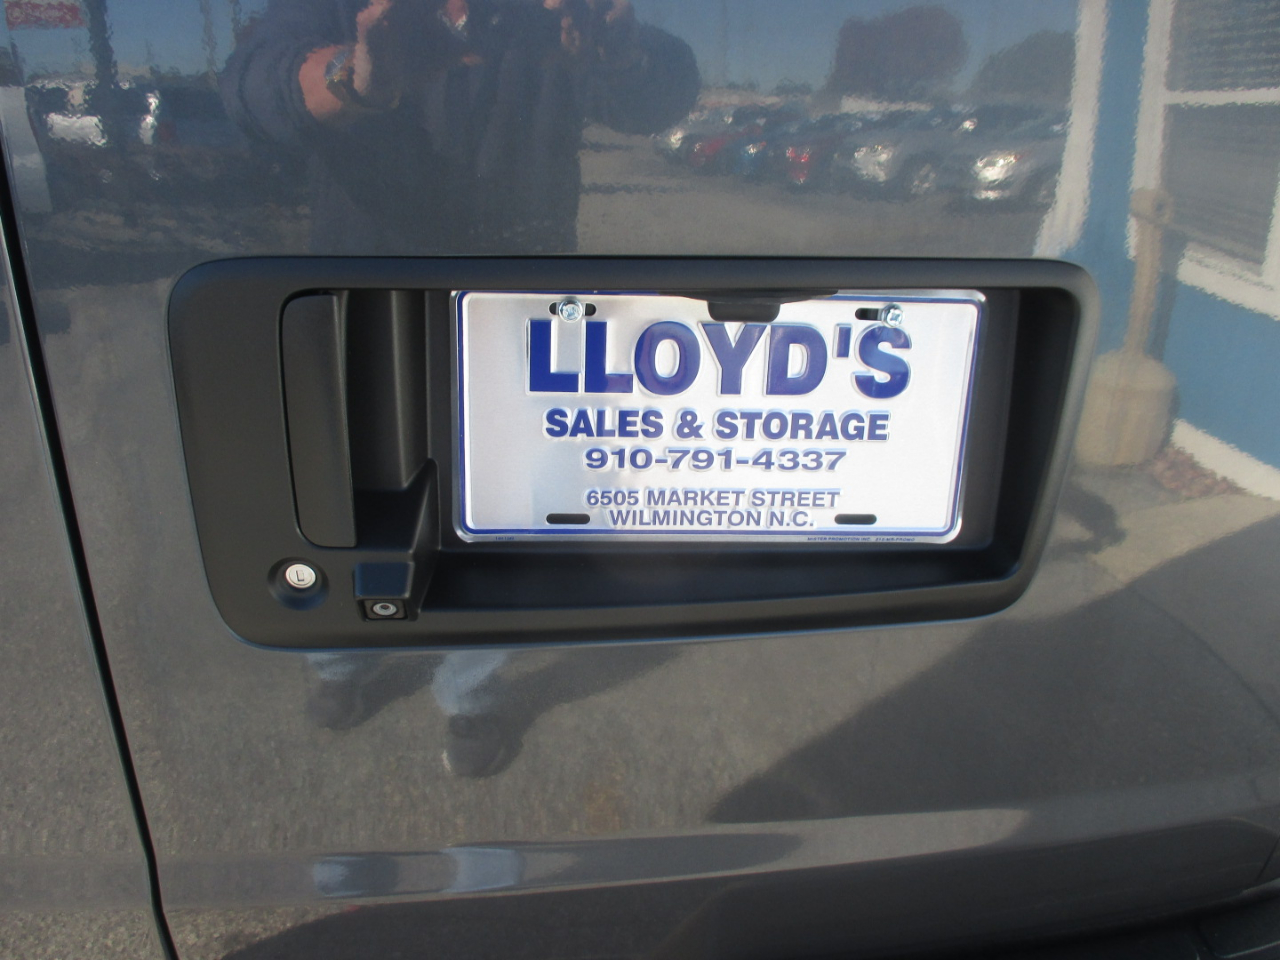 LLOYD'S
SALES & STORAGE
910-791-4337
6505 MARKET STREET
WILMINGTON N.C.